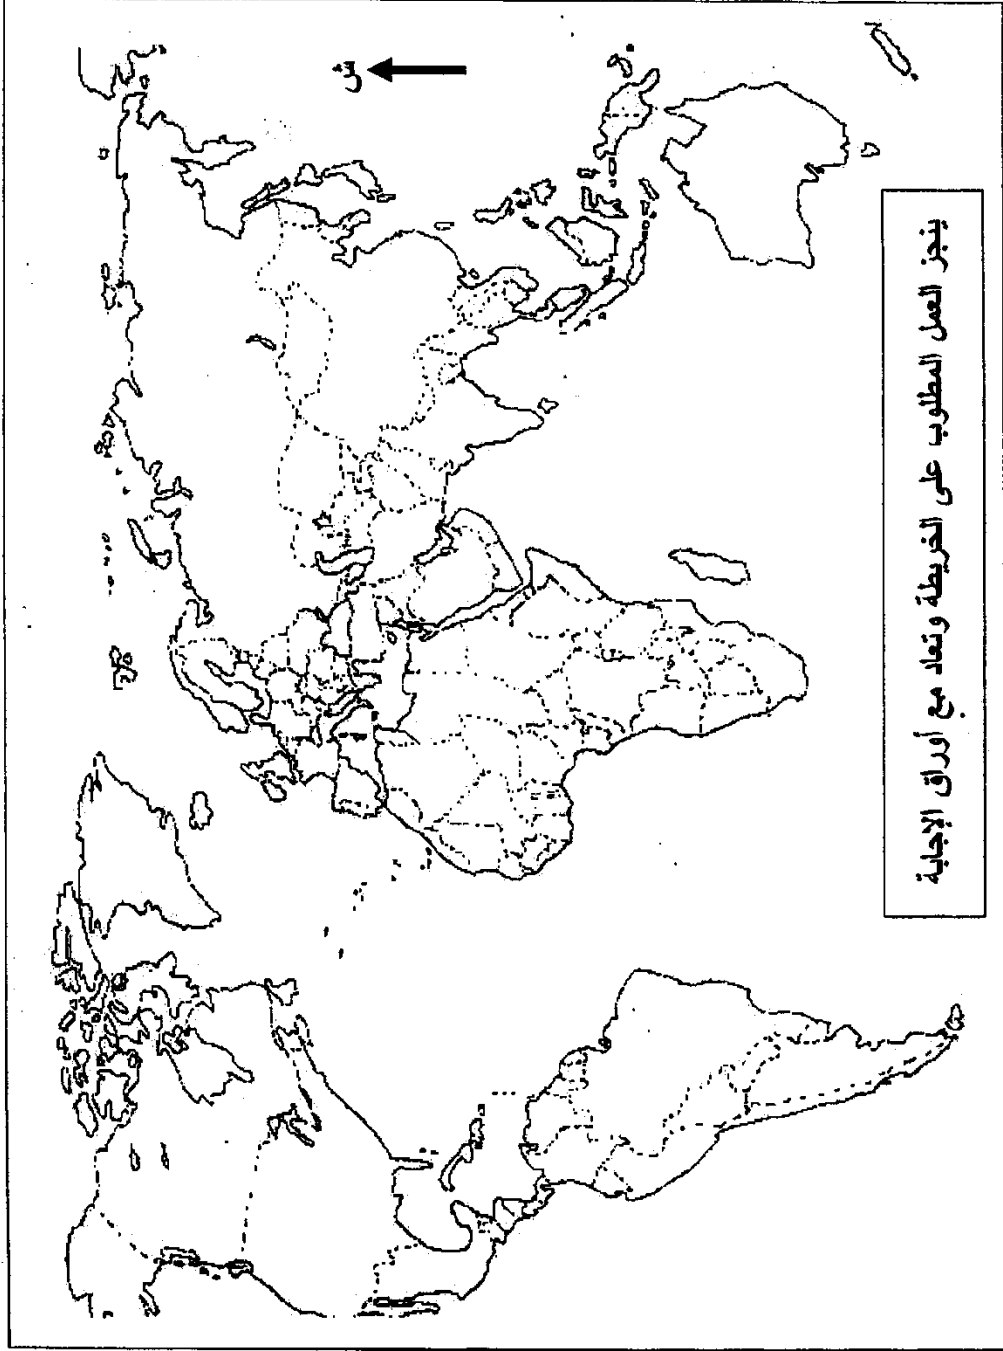 ش
ينجز العمل المطلوب على الخريطة وتعاد مع أوراق الإجابة